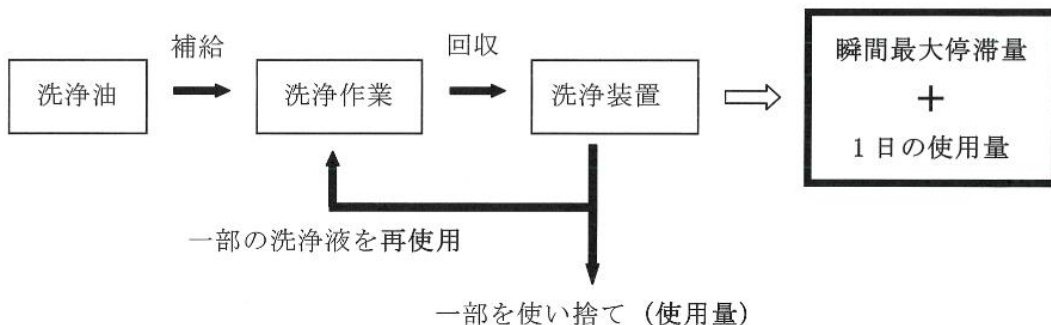 補給
回収
洗浄油
洗浄作業
洗浄装置
瞬間最大停滞量
+
1日の使用量
一部の洗浄液を再使用
一部を使い捨て（使用量）